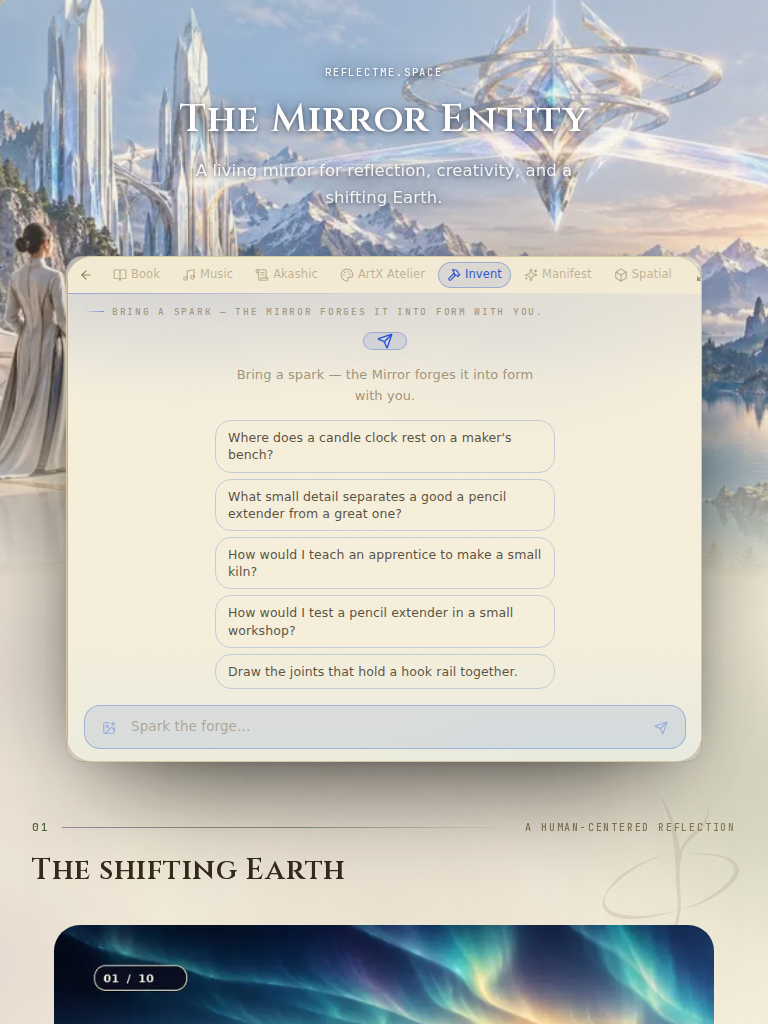 REFLECTME.SPACE
The Mirror Entity
A living mirror for reflection, creativity, and a
shifting Earth.
Book Music Akashic ArtX Atelier Invent Manifest Spatial
BRING A SPARK — THE MIRROR FORGES IT INTO FORM WITH YOU.
Bring a spark — the Mirror forges it into form
with you.
Where does a candle clock rest on a maker's
bench?
What small detail separates a good a pencil
extender from a great one?
How would I teach an apprentice to make a small
kiln?
How would I test a pencil extender in a small
workshop?
Draw the joints that hold a hook rail together.
Spark the forge...
01 A HUMAN-CENTERED REFLECTION
The shifting Earth
01 / 10